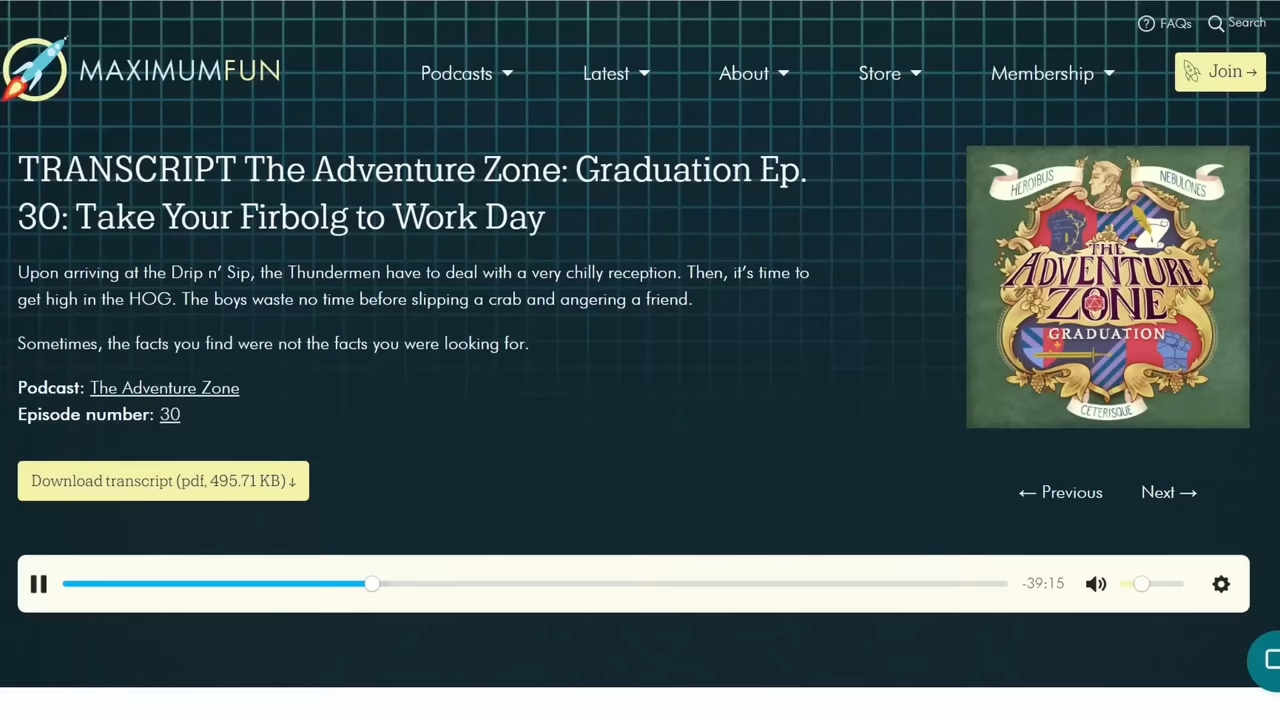 FAQs Search
MAXIMUMFUN Podcasts Latest About Store Membership Join →
TRANSCRIPT The Adventure Zone: Graduation Ep.
30: Take Your Firbolg to Work Day
Upon arriving at the Drip n' Sip, the Thundermen have to deal with a very chilly reception. Then, it's time to
get high in the HOG. The boys waste no time before slipping a crab and angering a friend.
Sometimes, the facts you find were not the facts you were looking for.
Podcast: The Adventure Zone
Episode number: 30
Download transcript (pdf, 495.71 KB) ↓
HEROIBUS NEBULONES
THE
ADVENTURE
ZONE
GRADUATION
CETERISQUE
← Previous Next →
-39:15